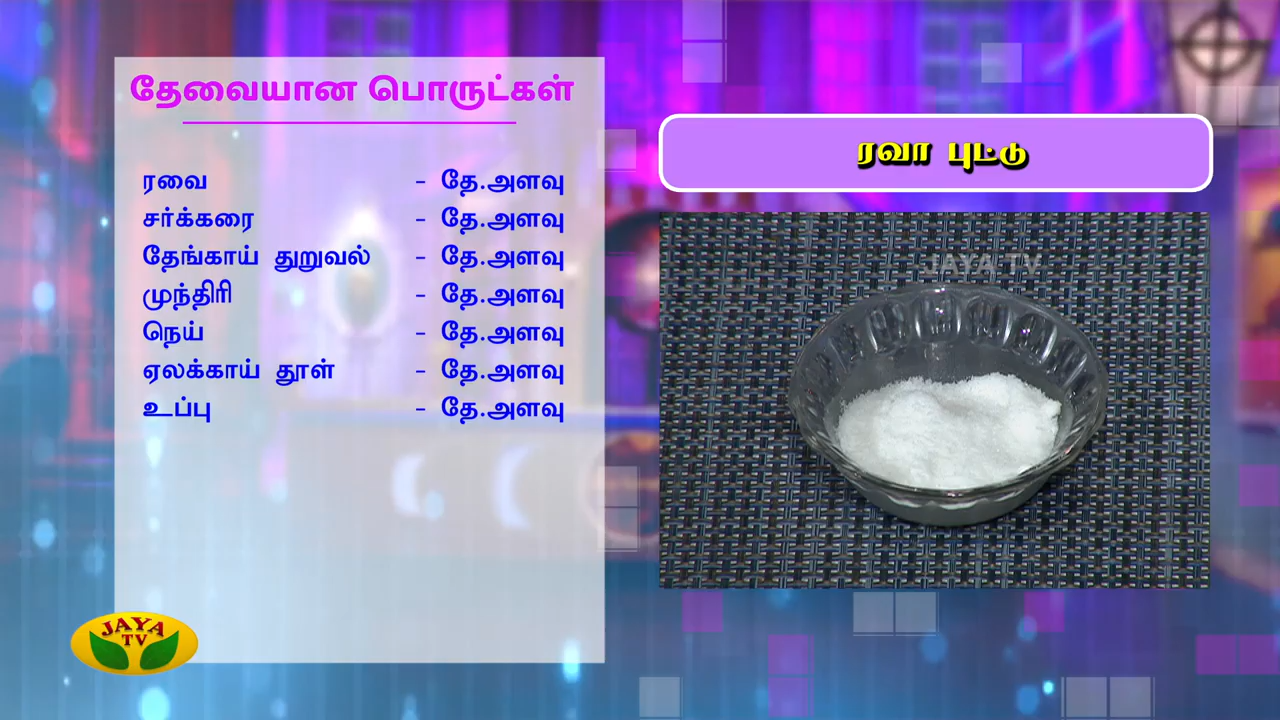 தேவையான பொருட்கள்
ரவை - தே.அளவு
சர்க்கரை - தே.அளவு
தேங்காய் துறுவல் - தே.அளவு
முந்திரி - தே.அளவு
நெய் - தே.அளவு
ஏலக்காய் தூள் - தே.அளவு
உப்பு - தே.அளவு
ரவா புட்டு
JAYA TV
JAYA
TV